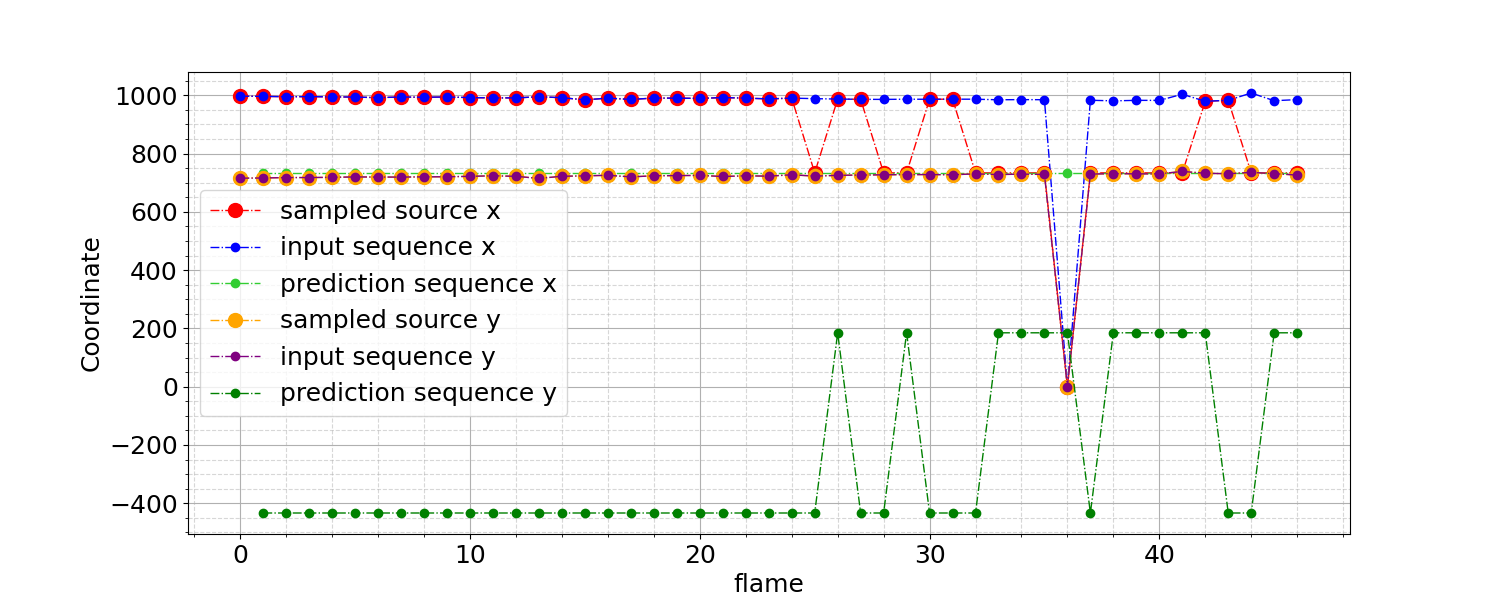 1000
800
600
400
200
0
−200
−400
Coordinate
sampled source x
input sequence x
prediction sequence x
sampled source y
input sequence y
prediction sequence y
0 10 20 30 40
flame